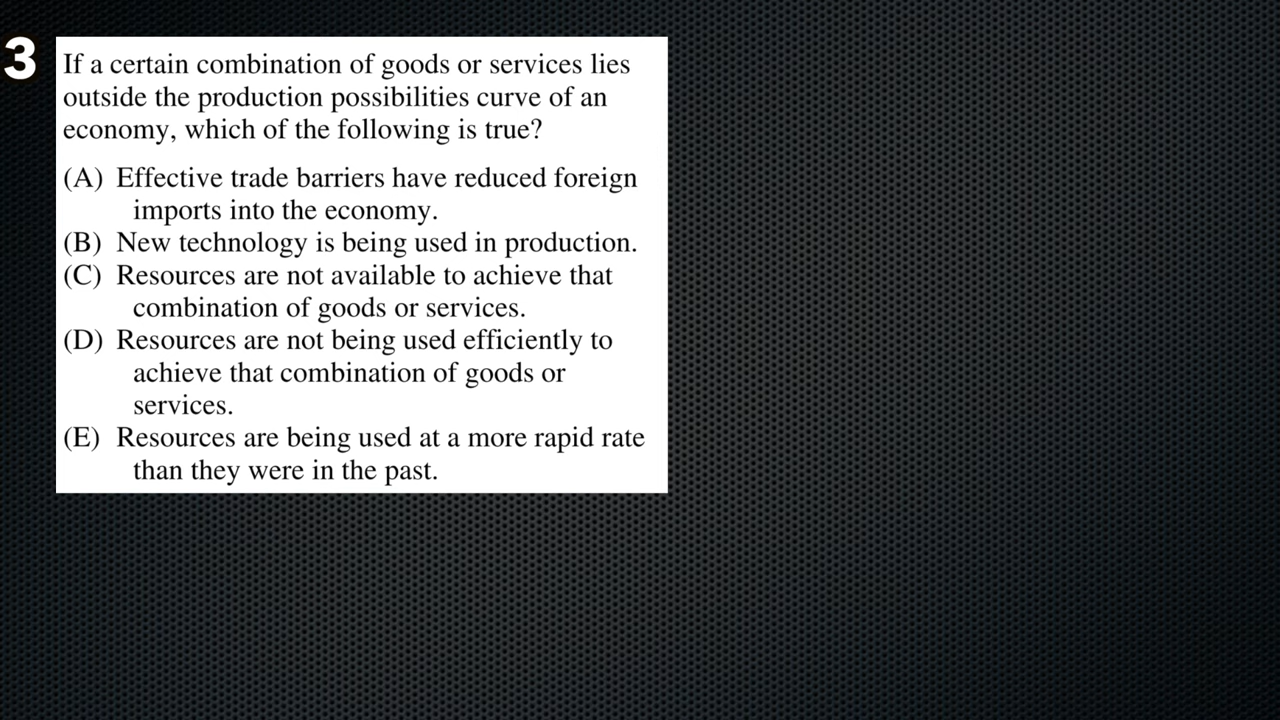 3
If a certain combination of goods or services lies
outside the production possibilities curve of an
economy, which of the following is true?
(A) Effective trade barriers have reduced foreign
imports into the economy.
(B) New technology is being used in production.
(C) Resources are not available to achieve that
combination of goods or services.
(D) Resources are not being used efficiently to
achieve that combination of goods or
services.
(E) Resources are being used at a more rapid rate
than they were in the past.